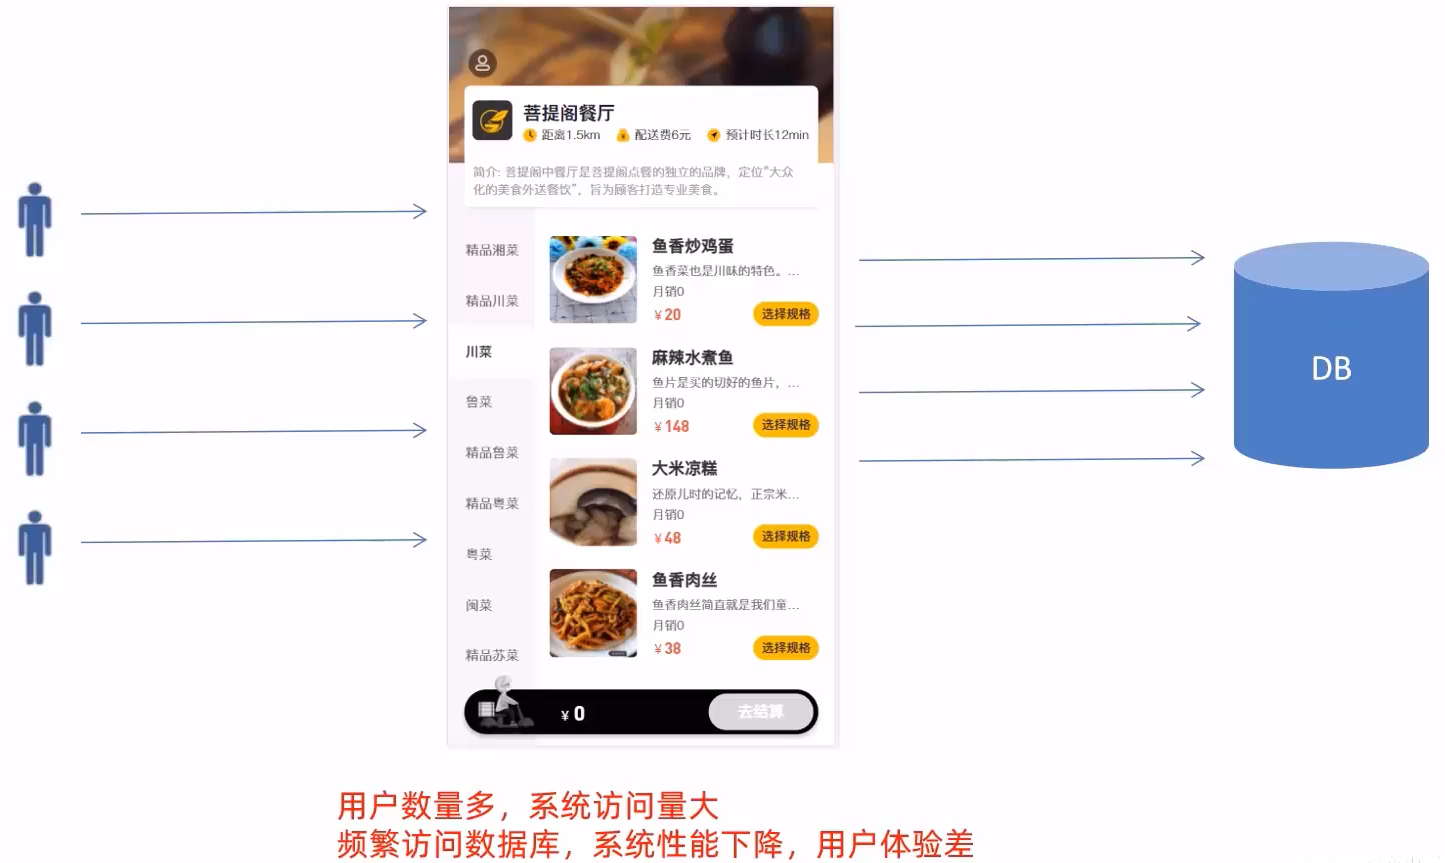 菩提阁餐厅
距离1.5km 配送费6元 预计时长12min
简介: 菩提阁中餐厅是菩提阁点餐的独立的品牌，定位“大众
化的美食外送餐饮”，旨为顾客打造专业美食。
精品湘菜
精品川菜
川菜
鲁菜
精品鲁菜
精品粤菜
粤菜
闽菜
精品苏菜
鱼香炒鸡蛋
鱼香菜也是川味的特色。...
月销0
¥20 选择规格
麻辣水煮鱼
鱼片是买的切好的鱼片，...
月销0
¥148 选择规格
大米凉糕
还原儿时的记忆，正宗米...
月销0
¥48 选择规格
鱼香肉丝
鱼香肉丝简直就是我们童...
月销0
¥38 选择规格
¥0 去结算
DB
用户数量多，系统访问量大
频繁访问数据库，系统性能下降，用户体验差